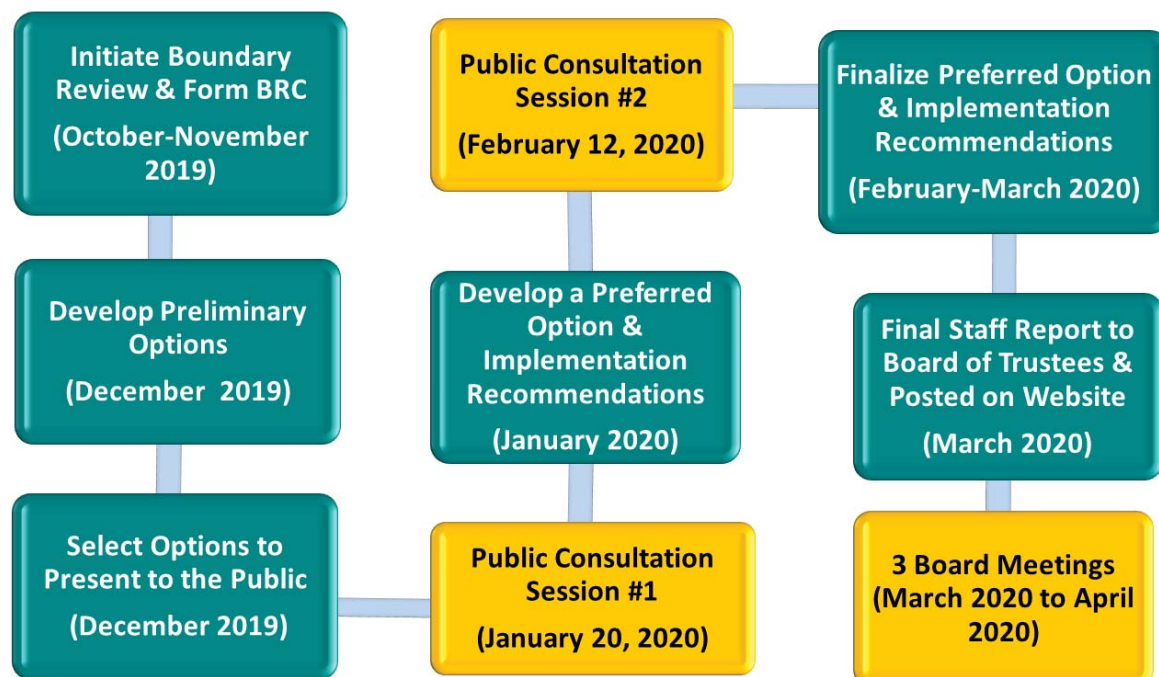 Initiate Boundary
Review & Form BRC
(October-November
2019)
Develop Preliminary
Options
(December 2019)
Select Options to
Present to the Public
(December 2019)
Public Consultation
Session #1
(January 20, 2020)
Develop a Preferred
Option &
Implementation
Recommendations
(January 2020)
Public Consultation
Session #2
(February 12, 2020)
Finalize Preferred Option
& Implementation
Recommendations
(February-March 2020)
Final Staff Report to
Board of Trustees &
Posted on Website
(March 2020)
3 Board Meetings
(March 2020 to April
2020)